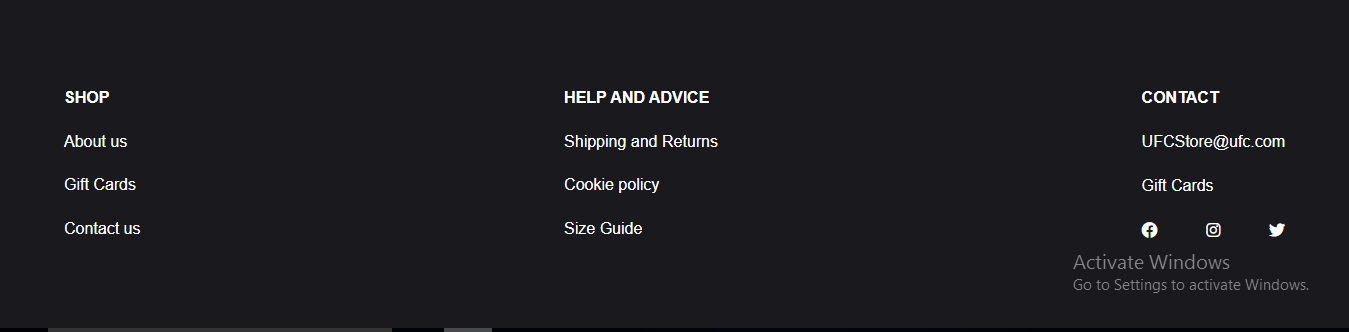 SHOP
About us
Gift Cards
Contact us
HELP AND ADVICE
Shipping and Returns
Cookie policy
Size Guide
CONTACT
UFCStore@ufc.com
Gift Cards
Activate Windows
Go to Settings to activate Windows.